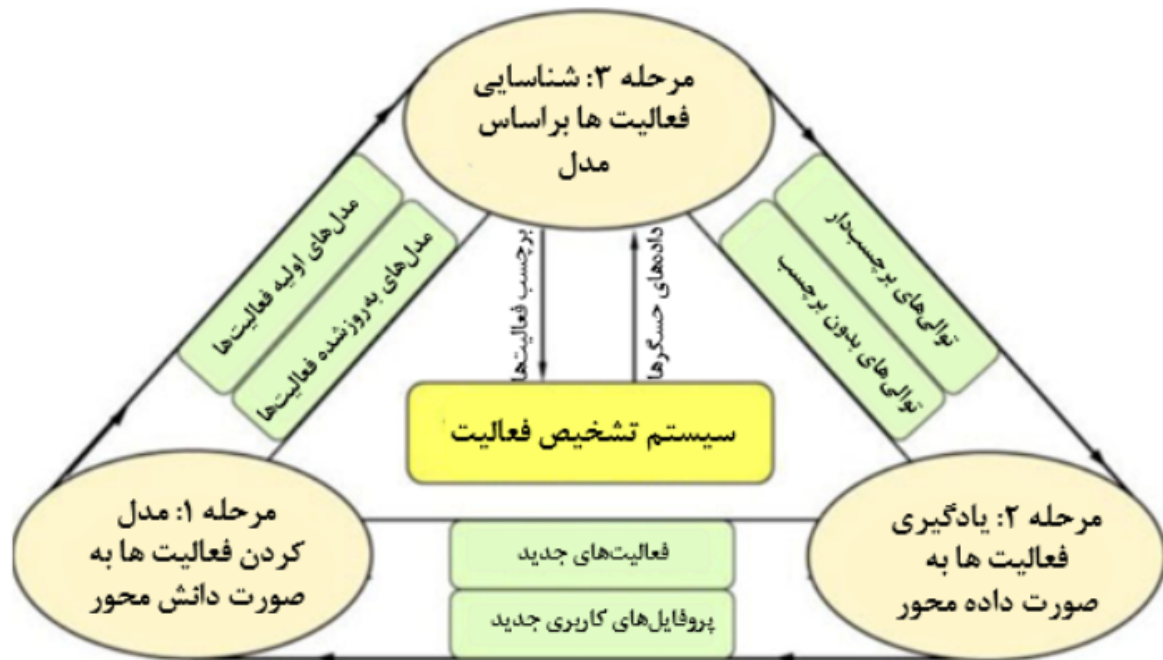 مرحله ۳: شناسایی
فعالیت ها براساس
مدل
مدل‌های اولیه فعالیت‌ها
مدل‌های به‌روزشده فعالیت‌ها
توالی‌های برچسب‌دار
توالی‌های بدون برچسب
برچسب فعالیت‌ها
داده‌های حسگرها
سیستم تشخیص فعالیت
مرحله ۱: مدل
کردن فعالیت ها به
صورت دانش محور
مرحله ۲: یادگیری
فعالیت ها به
صورت داده محور
فعالیت‌های جدید
پروفایل‌های کاربری جدید